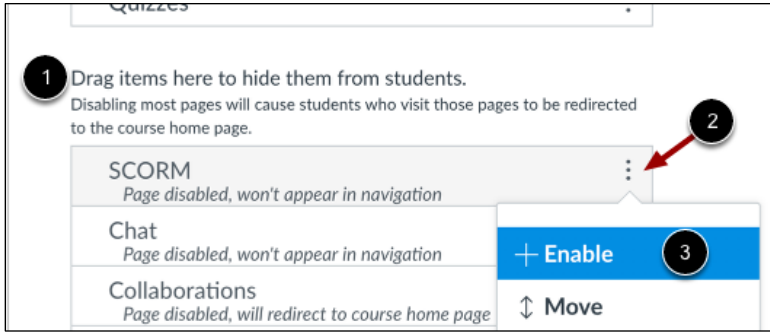 Quizzes
1 Drag items here to hide them from students.
Disabling most pages will cause students who visit those pages to be redirected
to the course home page.
2
SCORM
Page disabled, won't appear in navigation
Chat
Page disabled, won't appear in navigation
+ Enable 3
Collaborations
Page disabled, will redirect to course home page
Move